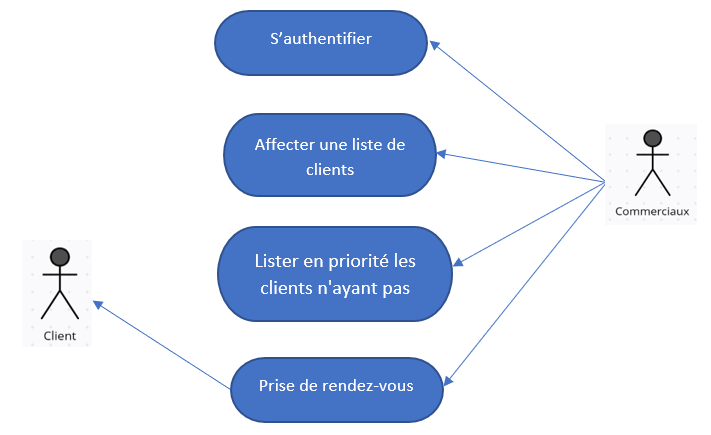 S’authentifier
Affecter une liste de
clients
Commerciaux
Lister en priorité les
clients n'ayant pas
Client
Prise de rendez-vous